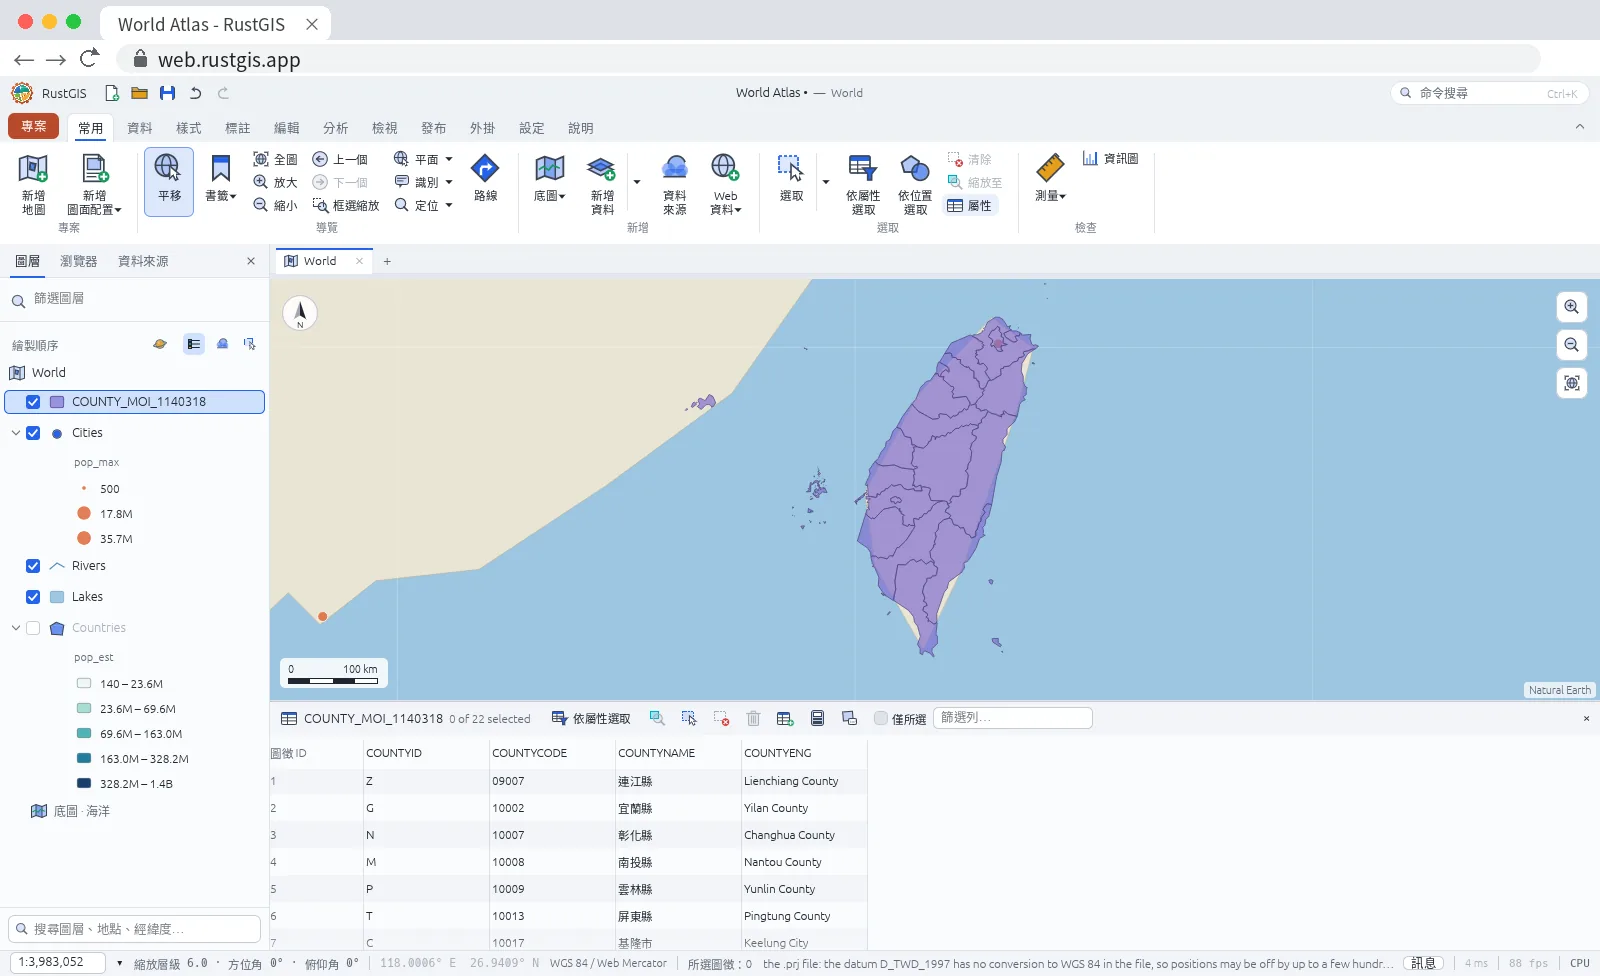 World Atlas - RustGIS
web.rustgis.app
RustGIS
World Atlas • — World
命令搜尋 Ctrl+K
專案 常用 資料 樣式 標註 編輯 分析 檢視 發布 外掛 設定 說明
新增地圖
新增圖面配置
專案
平移
書籤
全圖
放大
縮小
上一個
下一個
框選縮放
平面
識別
定位
路線
導覽
底圖
新增資料
資料來源
Web 資料
新增
選取
依屬性選取
依位置選取
清除
縮放至
屬性
選取
測量
資訊圖
檢查
圖層 瀏覽器 資料來源
World
篩選圖層
繪製順序
World
COUNTY_MOI_1140318
Cities
pop_max
500
17.8M
35.7M
Rivers
Lakes
Countries
pop_est
140 – 23.6M
23.6M – 69.6M
69.6M – 163.0M
163.0M – 328.2M
328.2M – 1.4B
底圖 · 海洋
搜尋圖層、地點、經緯度…
N
0 100 km
Natural Earth
COUNTY_MOI_1140318 0 of 22 selected 依屬性選取 僅所選 篩選列…
圖徵 ID COUNTYID COUNTYCODE COUNTYNAME COUNTYENG
1 Z 09007 連江縣 Lienchiang County
2 G 10002 宜蘭縣 Yilan County
3 N 10007 彰化縣 Changhua County
4 M 10008 南投縣 Nantou County
5 P 10009 雲林縣 Yunlin County
6 T 10013 屏東縣 Pingtung County
7 C 10017 基隆市 Keelung City
1:3,983,052 縮放層級 6.0 · 方位角 0° · 俯仰角 0° 118.0006° E 26.9409° N WGS 84 / Web Mercator 所選圖徵：0 the .prj file: the datum D_TWD_1997 has no conversion to WGS 84 in the file, so positions may be off by up to a few hundr… 訊息 4 ms 88 fps CPU